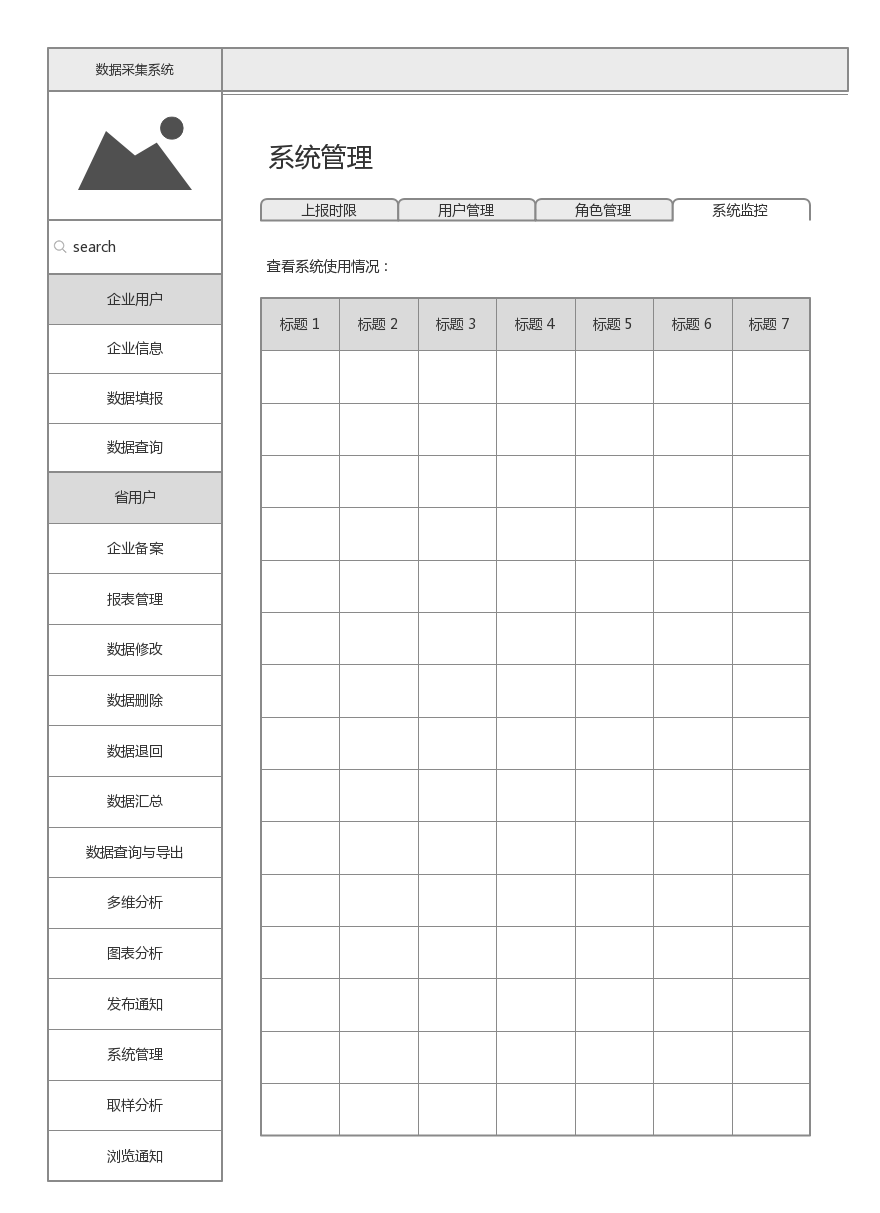 数据采集系统
search
企业用户
企业信息
数据填报
数据查询
省用户
企业备案
报表管理
数据修改
数据删除
数据退回
数据汇总
数据查询与导出
多维分析
图表分析
发布通知
系统管理
取样分析
浏览通知
系统管理
上报时限 用户管理 角色管理 系统监控
查看系统使用情况：
标题 1 标题 2 标题 3 标题 4 标题 5 标题 6 标题 7